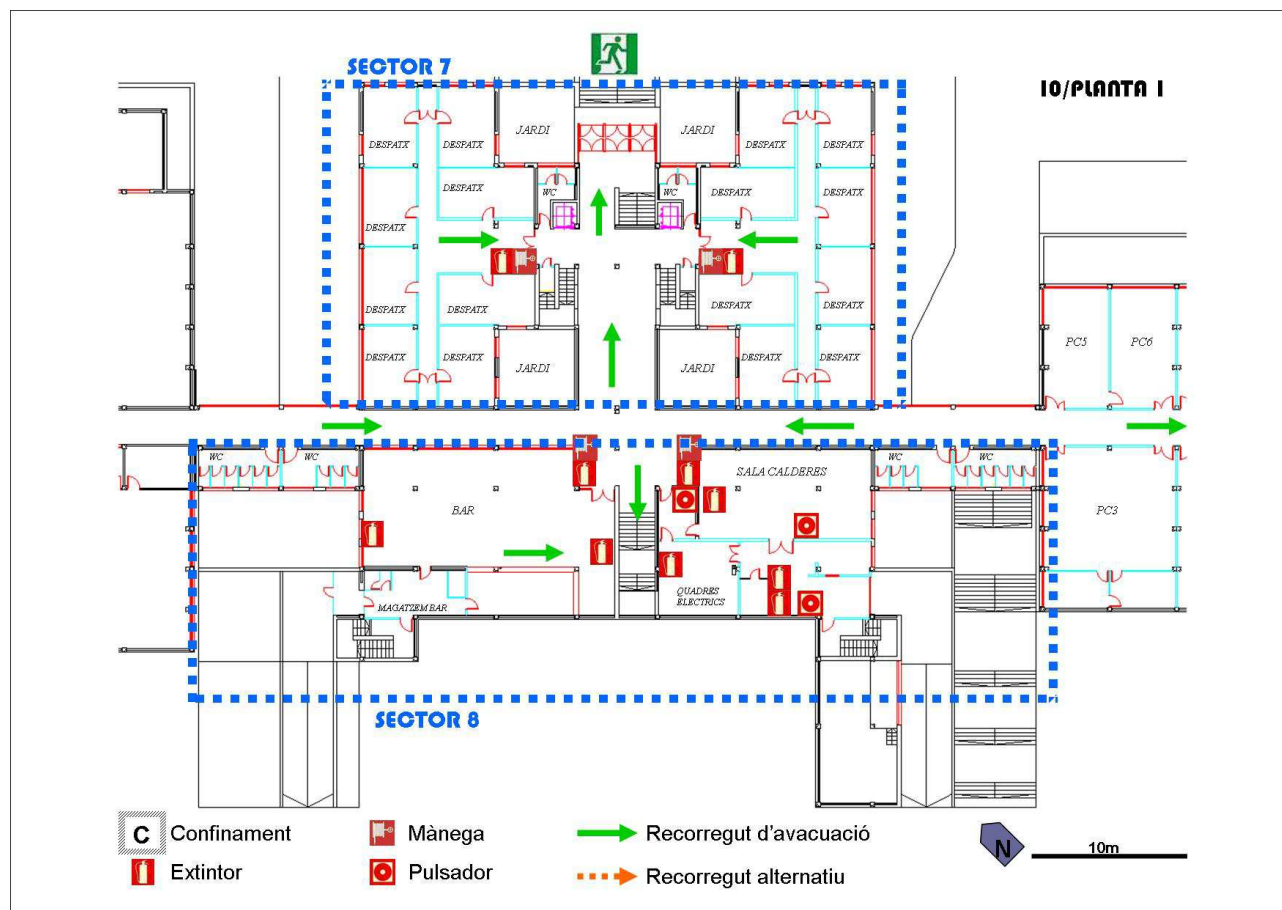 SECTOR 7
10/PLANTA 1
JARDI
JARDI
DESPATX
DESPATX
DESPATX
DESPATX
DESPATX
WC
WC
DESPATX
DESPATX
DESPATX
DESPATX
DESPATX
DESPATX
DESPATX
DESPATX
PC5
PC6
DESPATX
DESPATX
JARDI
JARDI
DESPATX
DESPATX
WC
WC
SALA CALDERES
WC
WC
BAR
PC3
QUADRES
ELECTRICS
MAGATZEM BAR
SECTOR 8
C Confinament
Mànega
Recorregut d'avacuació
N
10m
Extintor
Pulsador
Recorregut alternatiu